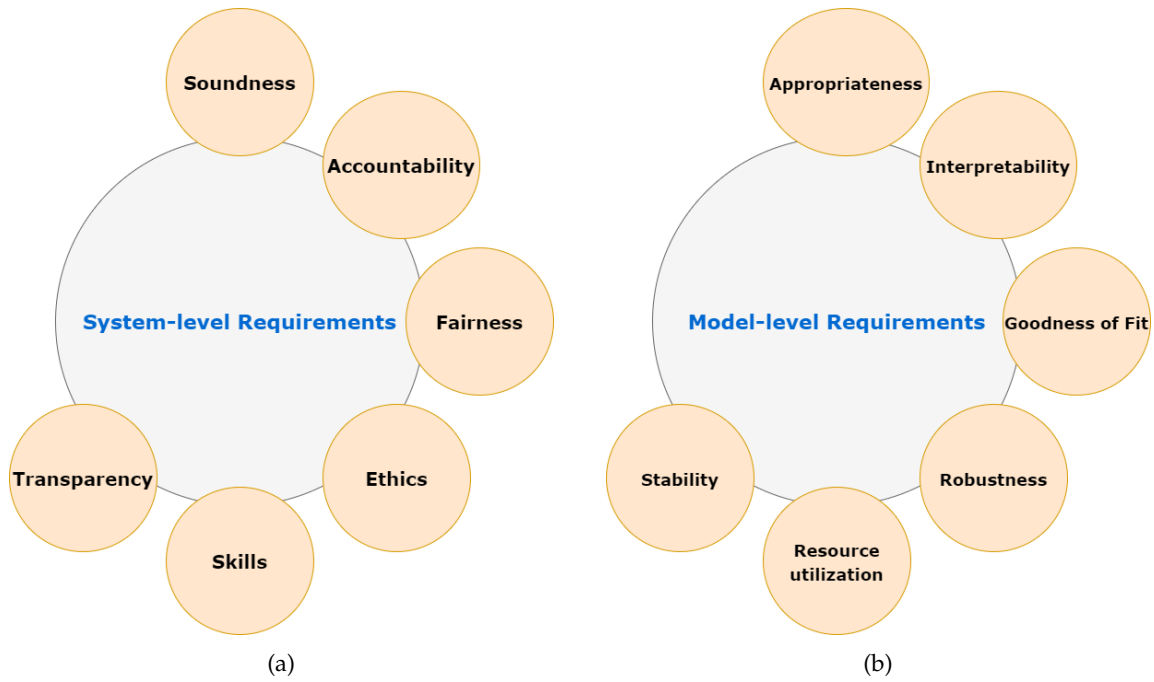 Soundness
Accountability
System-level Requirements
Fairness
Transparency
Ethics
Skills
(a)
Appropriateness
Interpretability
Model-level Requirements
Goodness of Fit
Stability
Robustness
Resource
utilization
(b)